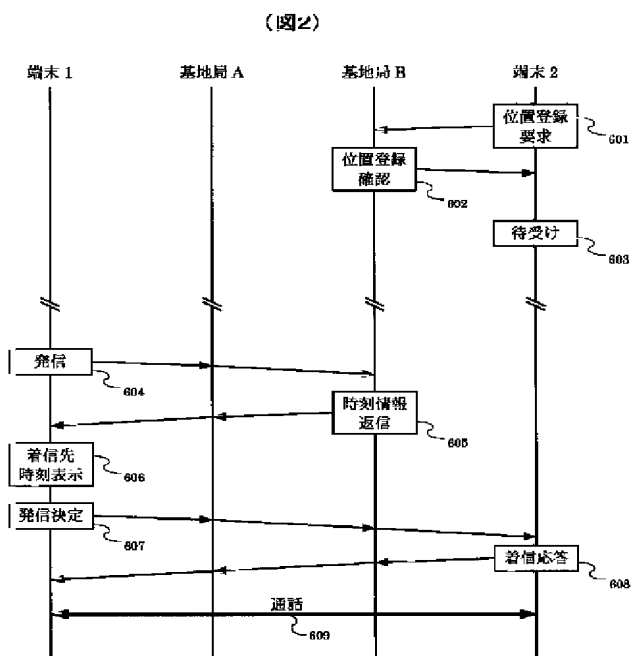 (図2)
端末 1
基地局 A
基地局 B
端末 2
位置登録
要求
601
位置登録
確認
602
待受け
603
発信
604
時刻情報
返信
605
着信先
時刻表示
606
発信決定
607
着信応答
608
通話
609